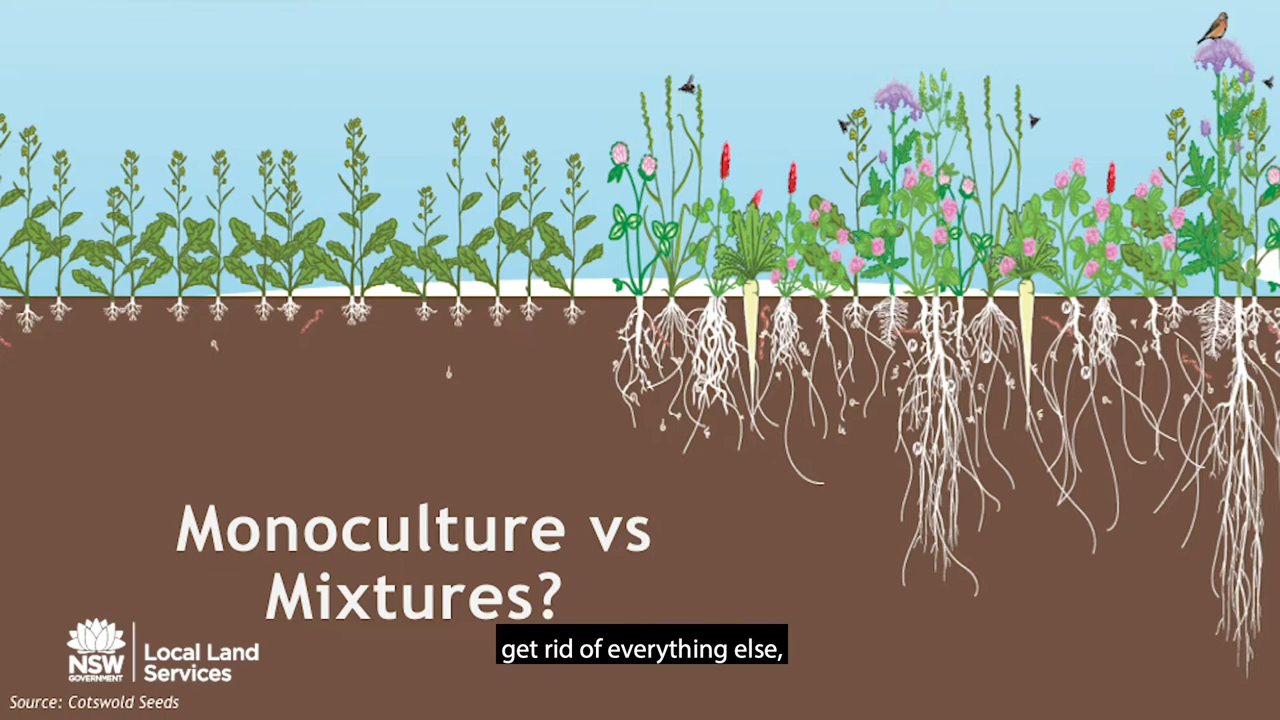 Monoculture vs
Mixtures?
get rid of everything else,
NSW
GOVERNMENT
Local Land
Services
Source: Cotswold Seeds